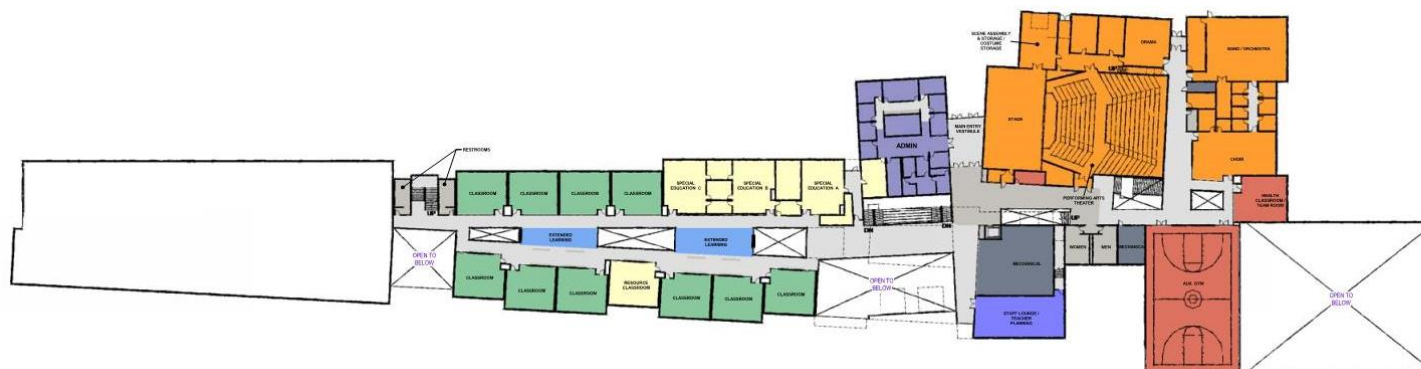 SCENE ASSEMBLY
& STORAGE /
COSTUME
STORAGE
DRAMA
UP
BAND / ORCHESTRA
STAGE
MAIN ENTRY
VESTIBULE
ADMIN
CHOIR
RESTROOMS
UP
CLASSROOM
CLASSROOM
CLASSROOM
CLASSROOM
SPECIAL
EDUCATION C
SPECIAL
EDUCATION B
SPECIAL
EDUCATION A
PERFORMING ARTS
THEATER
HEALTH
CLASSROOM /
TEAM ROOM
UP
DN
DN
EXTENDED
LEARNING
EXTENDED
LEARNING
WOMEN
MEN
MECHANICAL
OPEN TO
BELOW
CLASSROOM
CLASSROOM
CLASSROOM
RESOURCE
CLASSROOM
CLASSROOM
CLASSROOM
CLASSROOM
OPEN TO
BELOW
MECHANICAL
AUX. GYM
OPEN TO
BELOW
STAFF LOUNGE /
TEACHER
PLANNING